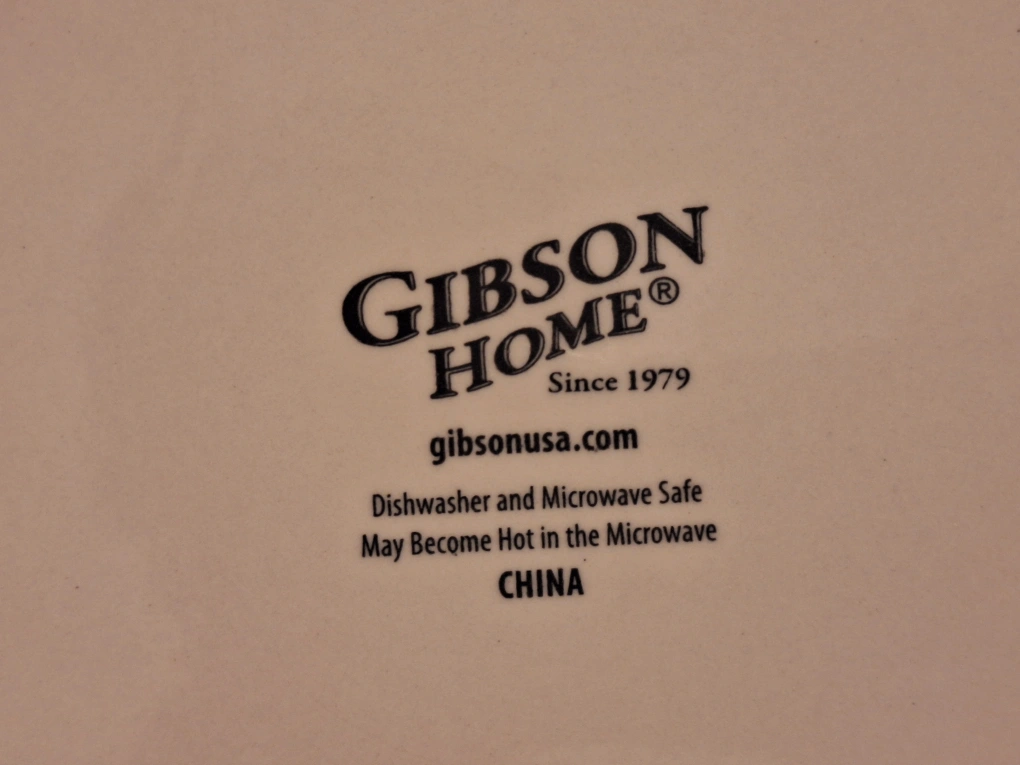 GIBSON
HOME®
Since 1979
gibsonusa.com
Dishwasher and Microwave Safe
May Become Hot in the Microwave
CHINA